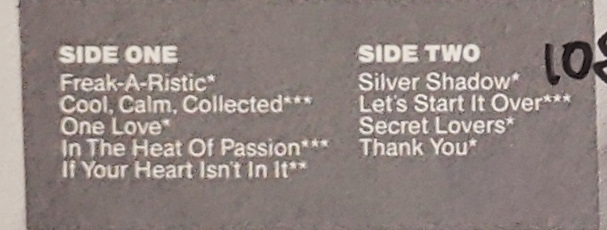 SIDE ONE
Freak-A-Ristic*
Cool, Calm, Collected***
One Love*
In The Heat Of Passion***
If Your Heart Isn't In It**
SIDE TWO
Silver Shadow*
Let's Start It Over***
Secret Lovers*
Thank You*
108